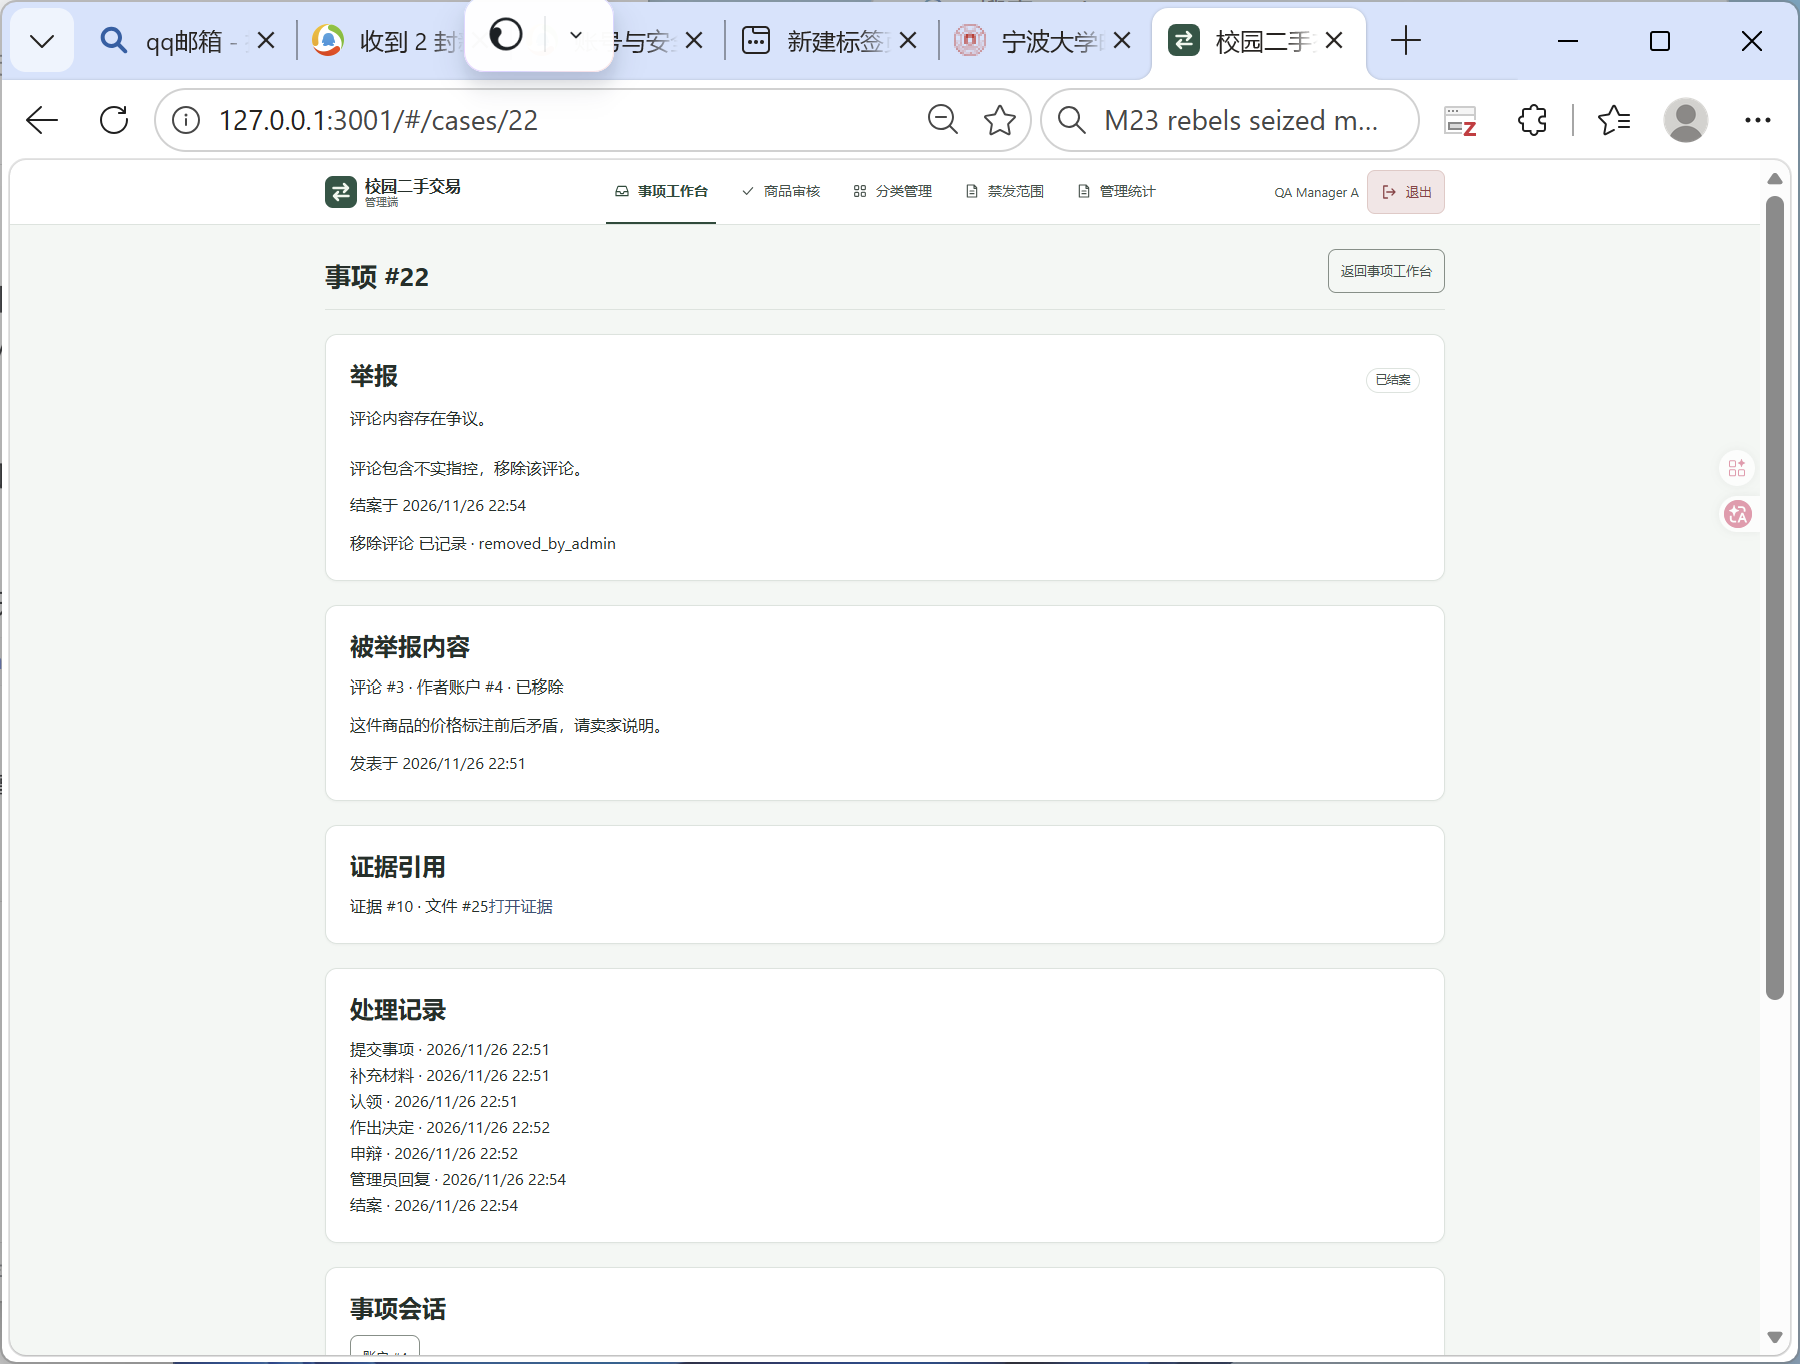 qq邮箱 -
收到 2 封
号与安
新建标签
宁波大学
校园二手
127.0.0.1:3001/#/cases/22
M23 rebels seized m...
校园二手交易
管理端
事项工作台
商品审核
分类管理
禁发范围
管理统计
QA Manager A
退出
事项 #22
返回事项工作台
举报
已结案
评论内容存在争议。
评论包含不实指控，移除该评论。
结案于 2026/11/26 22:54
移除评论 已记录 · removed_by_admin
被举报内容
评论 #3 · 作者账户 #4 · 已移除
这件商品的价格标注前后矛盾，请卖家说明。
发表于 2026/11/26 22:51
证据引用
证据 #10 · 文件 #25打开证据
处理记录
提交事项 · 2026/11/26 22:51
补充材料 · 2026/11/26 22:51
认领 · 2026/11/26 22:51
作出决定 · 2026/11/26 22:52
申辩 · 2026/11/26 22:52
管理员回复 · 2026/11/26 22:54
结案 · 2026/11/26 22:54
事项会话